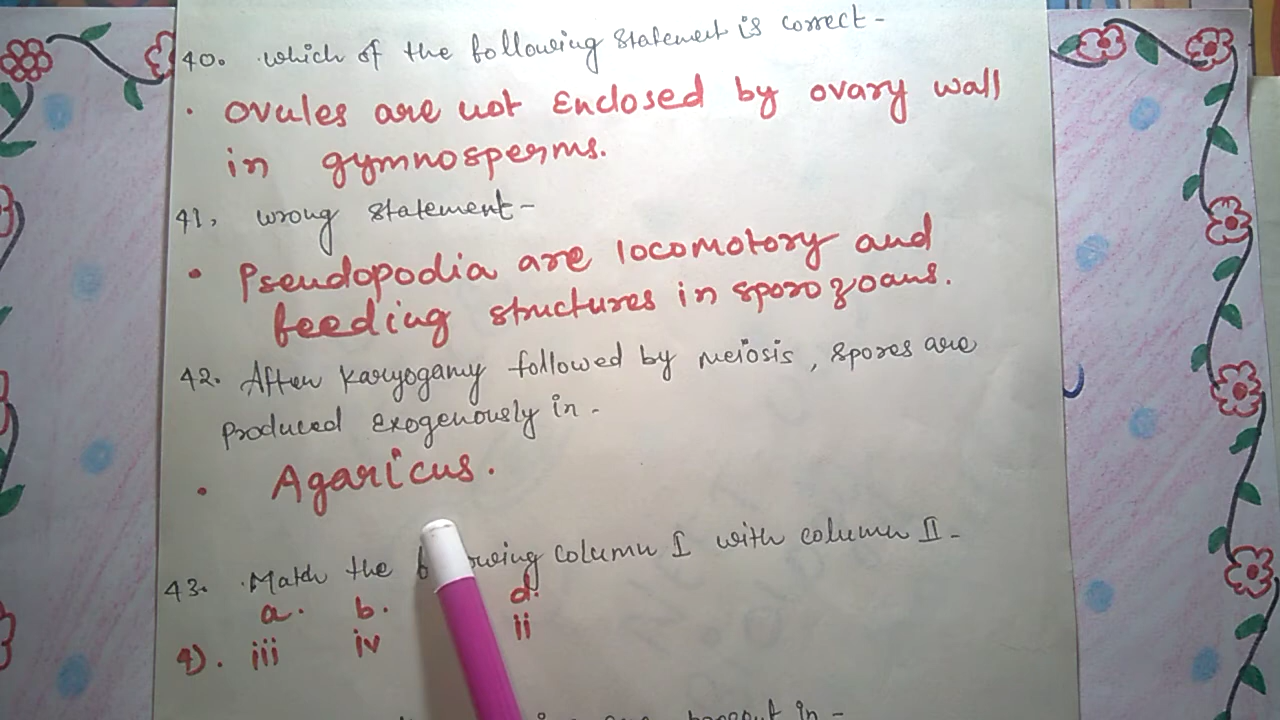 40. which of the following statement is correct -
• Ovules are not Enclosed by ovary wall
in gymnosperms.
41, wrong statement -
• Pseudopodia are locomotory and
feeding structures in sporozoans.
42. After karyogamy followed by meiosis, spores are
produced exogenously in -
• Agaricus.
43. Match the column I with column II -
a. b. d.
4). iii iv ii
in -